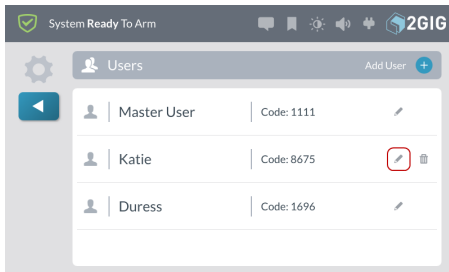 System Ready To Arm
2GIG
Users
Add User
Master User
Code: 1111
Katie
Code: 8675
Duress
Code: 1696